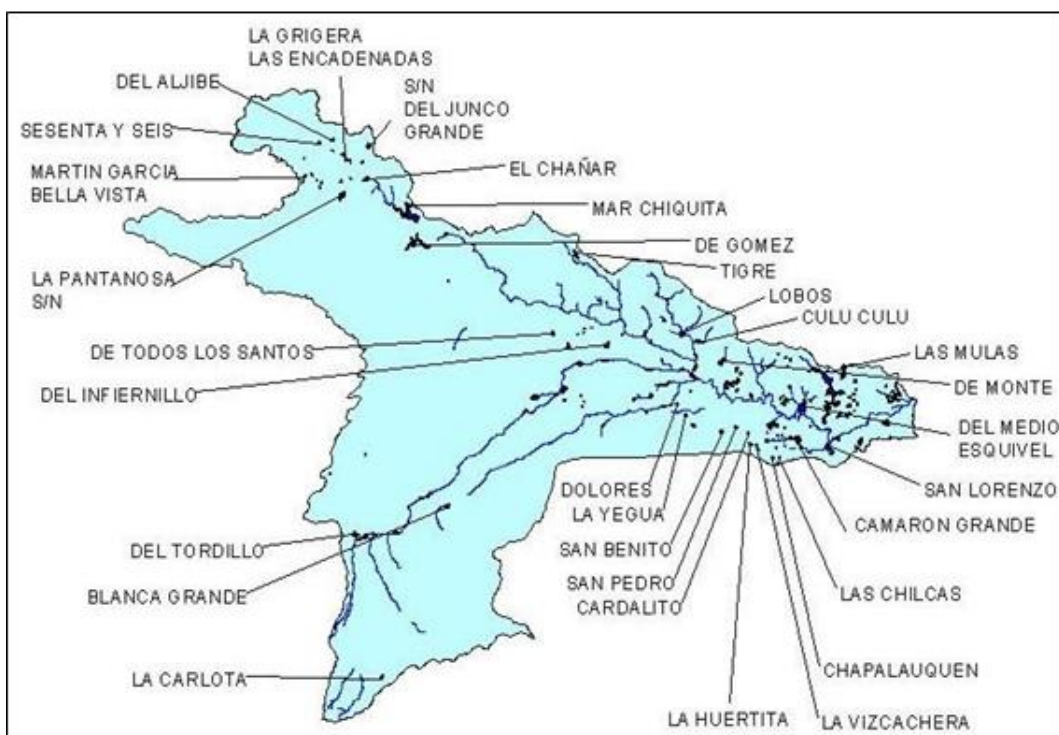 LA GRIGERA
LAS ENCADENADAS
DEL ALJIBE
S/N
DEL JUNCO
GRANDE
SESENTA Y SEIS
MARTIN GARCIA
BELLA VISTA
EL CHAÑAR
MAR CHIQUITA
DE GOMEZ
TIGRE
LA PANTANOSA
S/N
LOBOS
CULU CULU
DE TODOS LOS SANTOS
LAS MULAS
DEL INFIERNILLO
DE MONTE
DEL MEDIO
ESQUIVEL
DOLORES
LA YEGUA
SAN LORENZO
CAMARON GRANDE
DEL TORDILLO
SAN BENITO
SAN PEDRO
CARDALITO
BLANCA GRANDE
LAS CHILCAS
LA CARLOTA
CHAPALAUQUEN
LA HUERTITA
LA VIZCACHERA